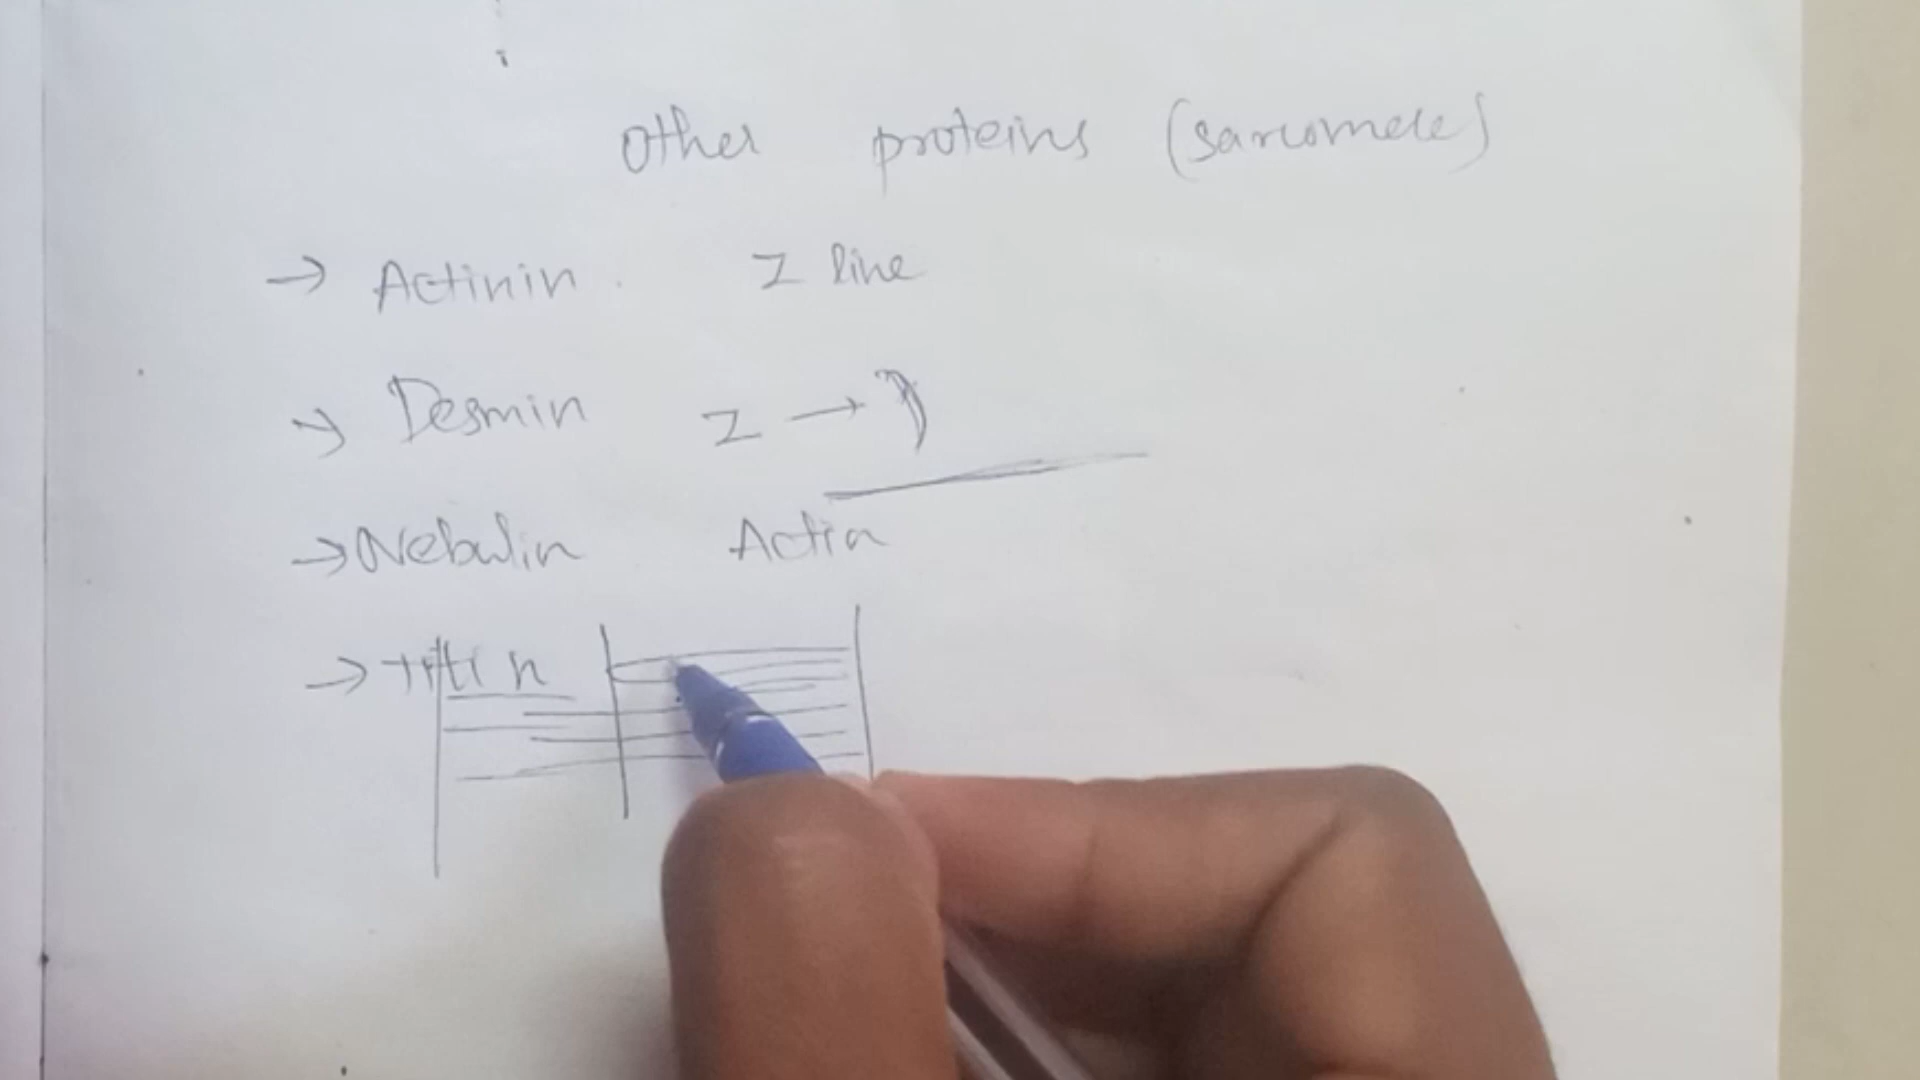 Other proteins (sarcomere)
→ Actinin. Z line
→ Desmin Z → )
→ Nebulin Actin
→ Titin